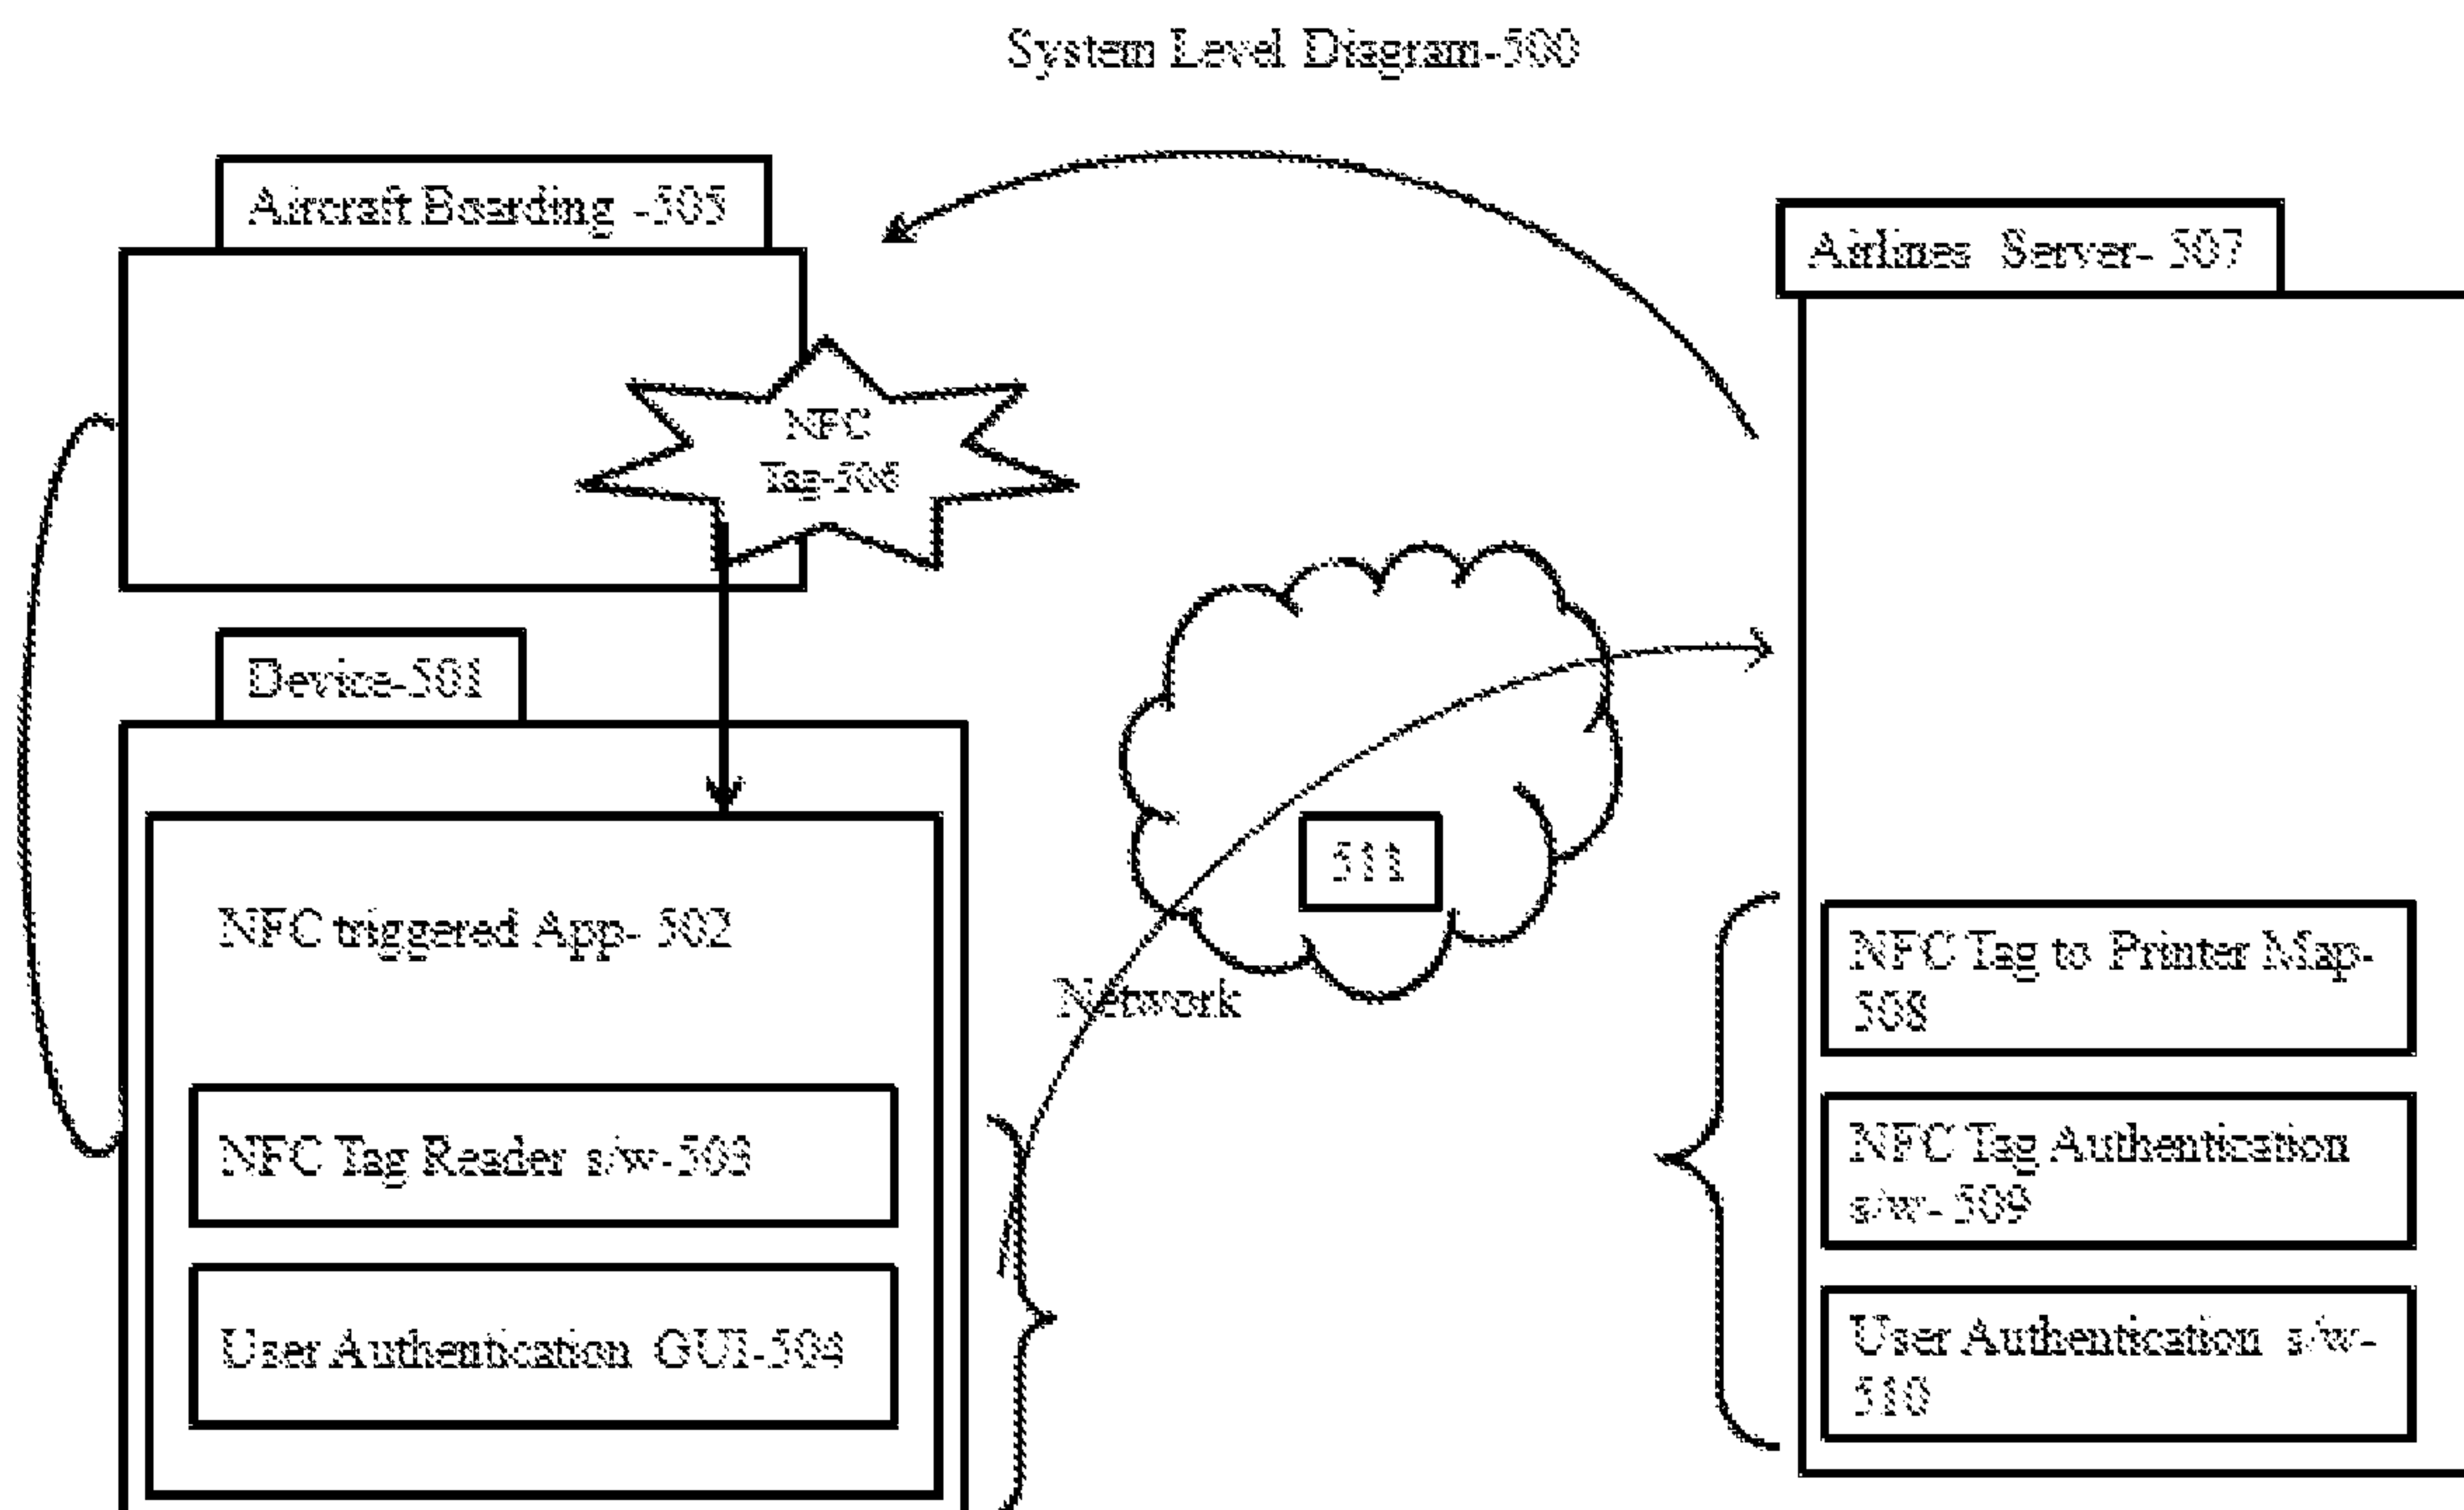 System Level Diagram-500
Aircraft Boarding -505
Airlines Server- 507
NFC
Tag-506
Device-501
511
NFC triggered App- 502
NFC Tag to Printer Map-
508
Network
NFC Tag Reader s/w-503
NFC Tag Authentication
s/w- 509
User Authentication GUI-504
User Authentication s/w-
510